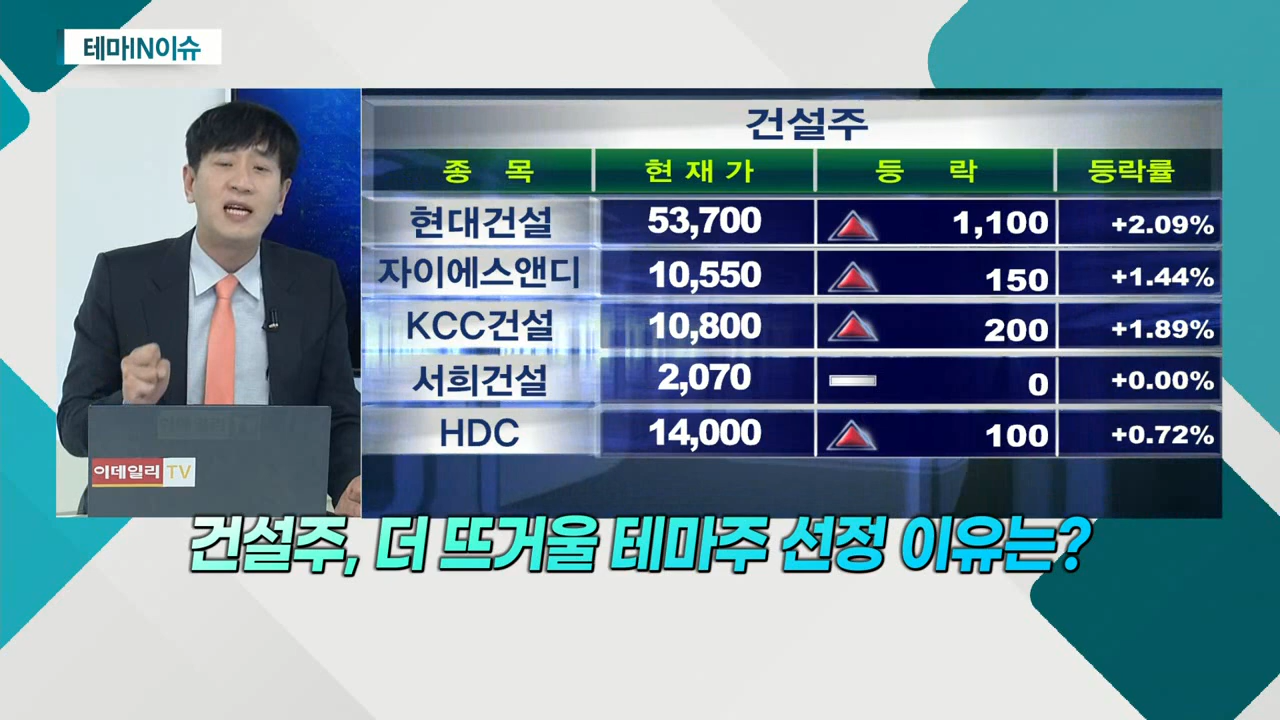 테마IN이슈
건설주
종 목 현 재 가 등 락 등락률
현대건설 53,700 ▲ 1,100 +2.09%
자이에스앤디 10,550 ▲ 150 +1.44%
KCC건설 10,800 ▲ 200 +1.89%
서희건설 2,070 0 +0.00%
HDC 14,000 ▲ 100 +0.72%
이데일리TV
건설주, 더 뜨거울 테마주 선정 이유는?